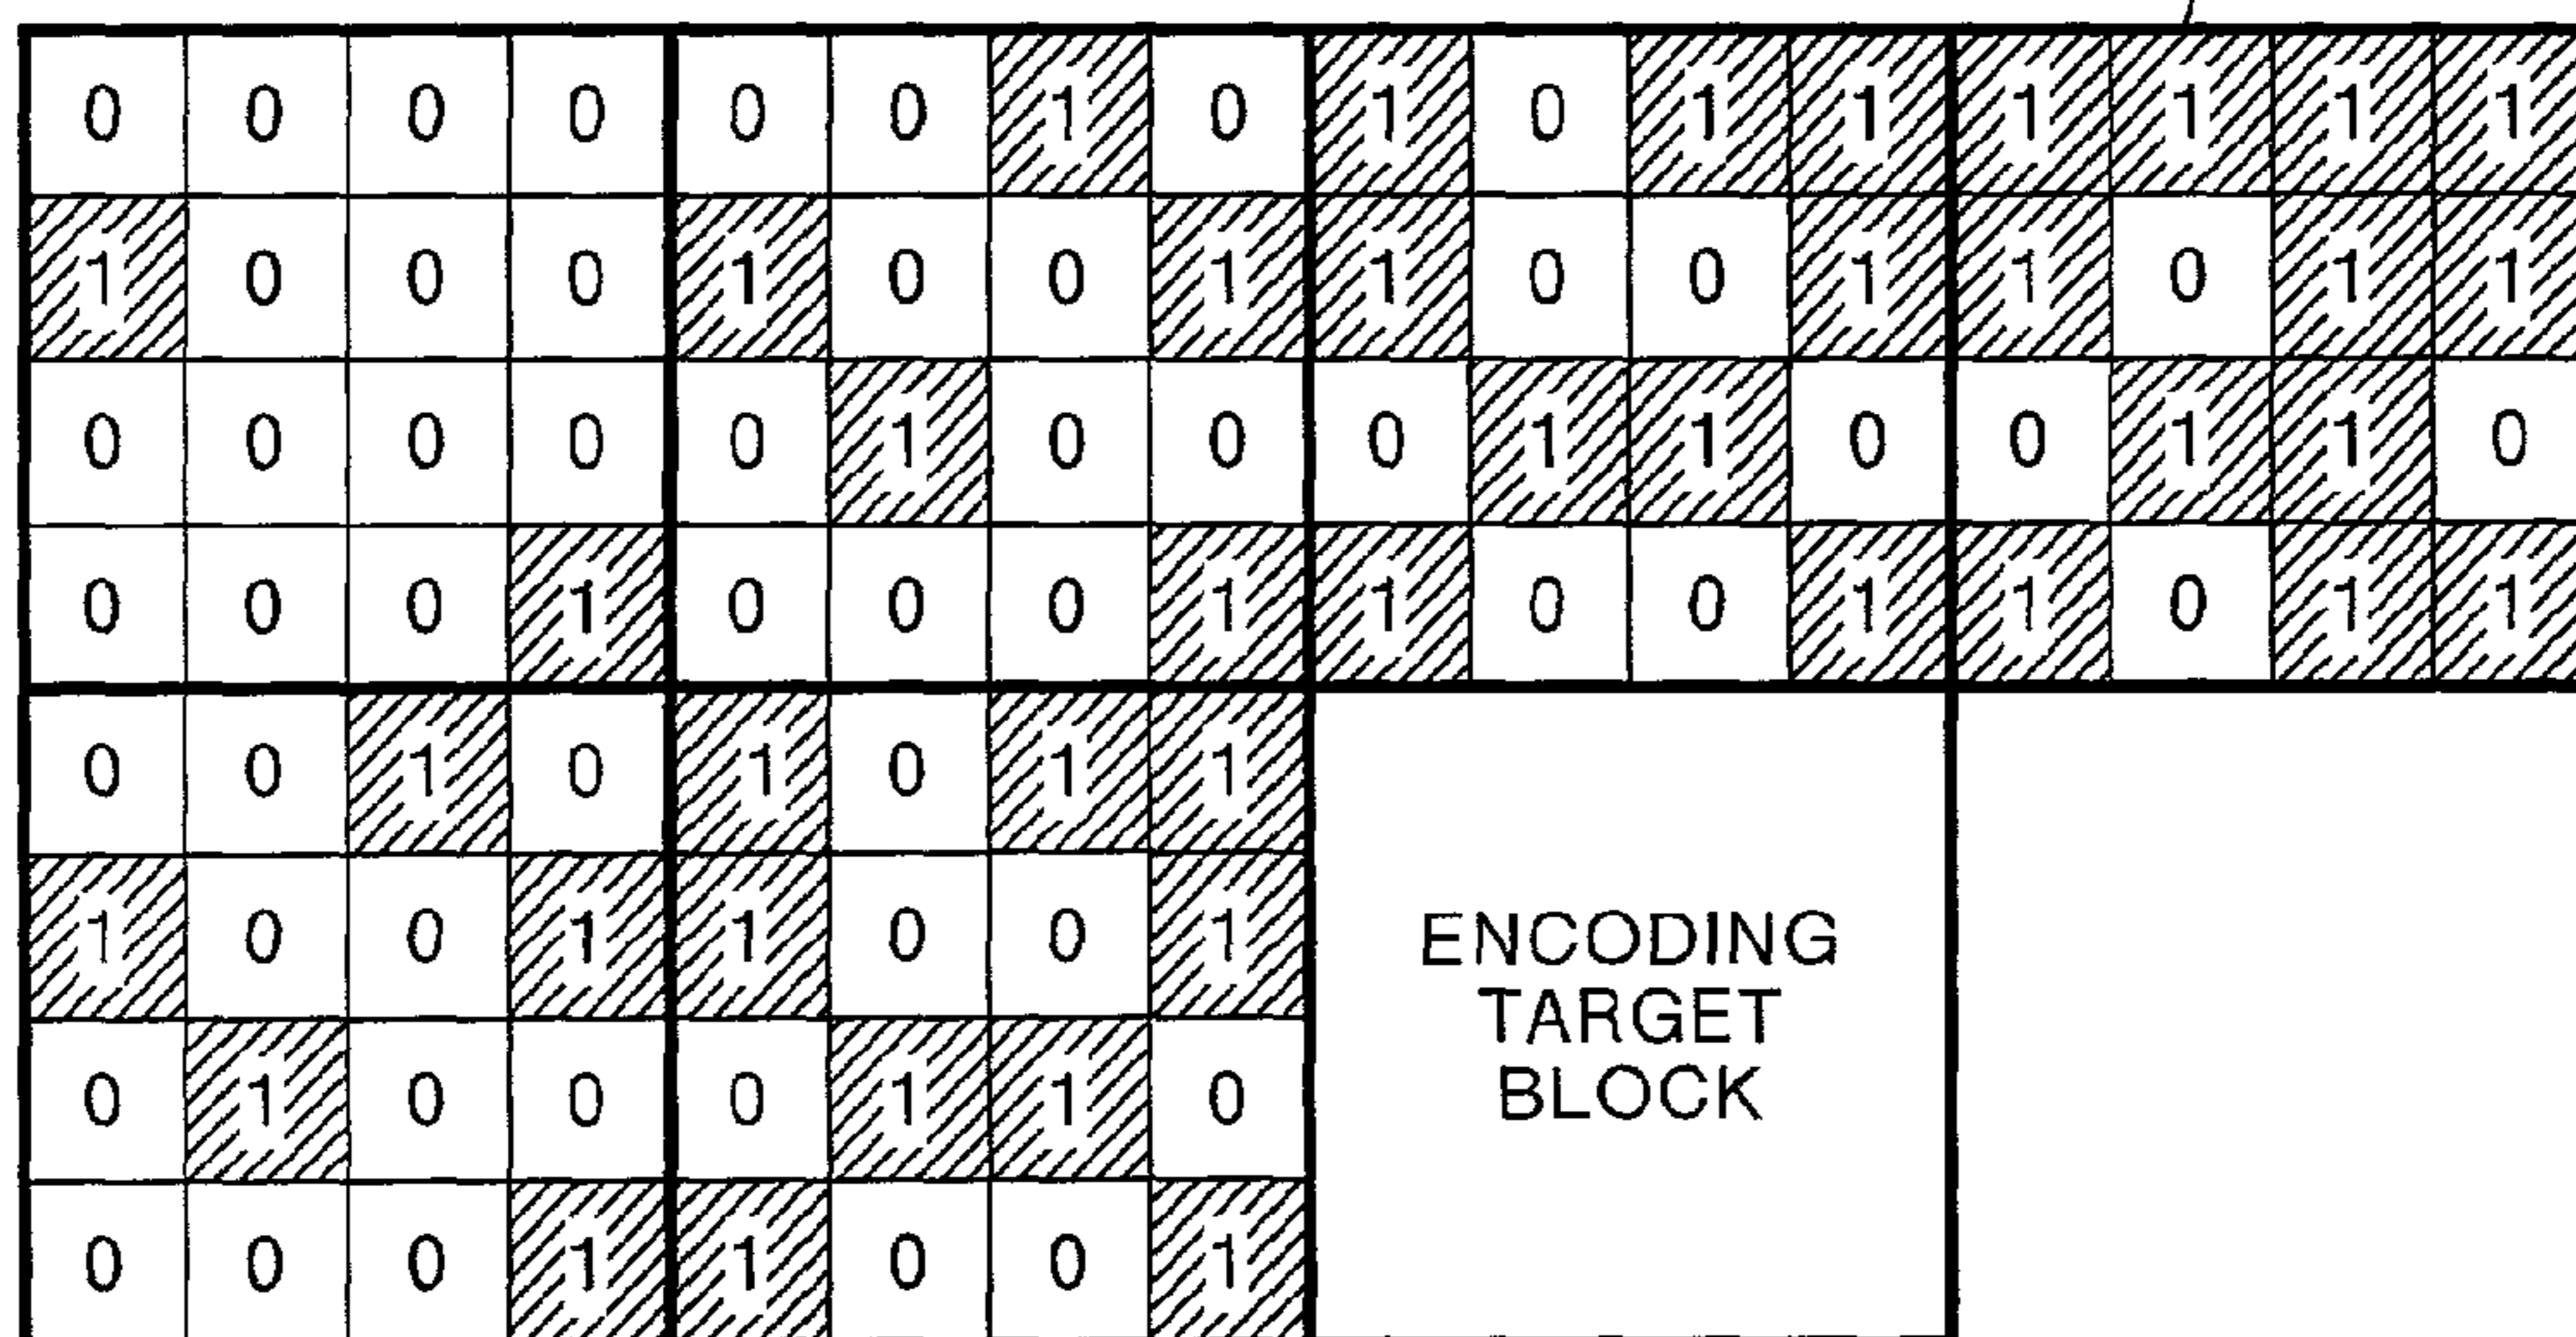 0 0 0 0 0 0 1 0 1 0 1 1 1 1 1 1
1 0 0 0 1 0 0 1 1 0 0 1 1 0 1 1
0 0 0 0 0 1 0 0 0 1 1 0 0 1 1 0
0 0 0 1 0 0 0 1 1 0 0 1 1 0 1 1
0 0 1 0 1 0 1 1
1 0 0 1 1 0 0 1
0 1 0 0 0 1 1 0
0 0 0 1 1 0 0 1
ENCODING
TARGET
BLOCK